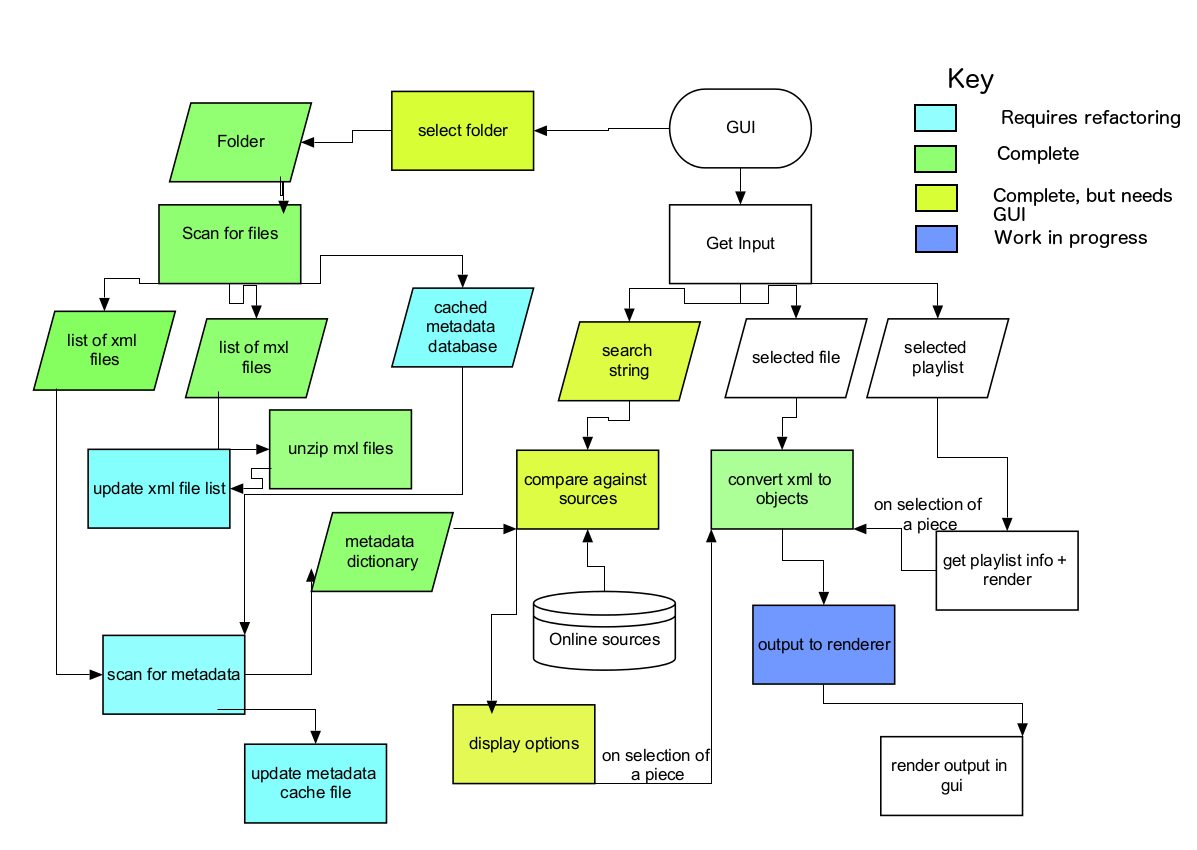 Key
Requires refactoring
Complete
Complete, but needs
GUI
Work in progress
GUI
select folder
Folder
Scan for files
Get Input
list of xml
files
list of mxl
files
cached
metadata
database
search
string
selected file
selected
playlist
unzip mxl files
update xml file list
compare against
sources
convert xml to
objects
on selection of
a piece
metadata
dictionary
get playlist info +
render
Online sources
output to renderer
scan for metadata
display options
on selection of
a piece
update metadata
cache file
render output in
gui